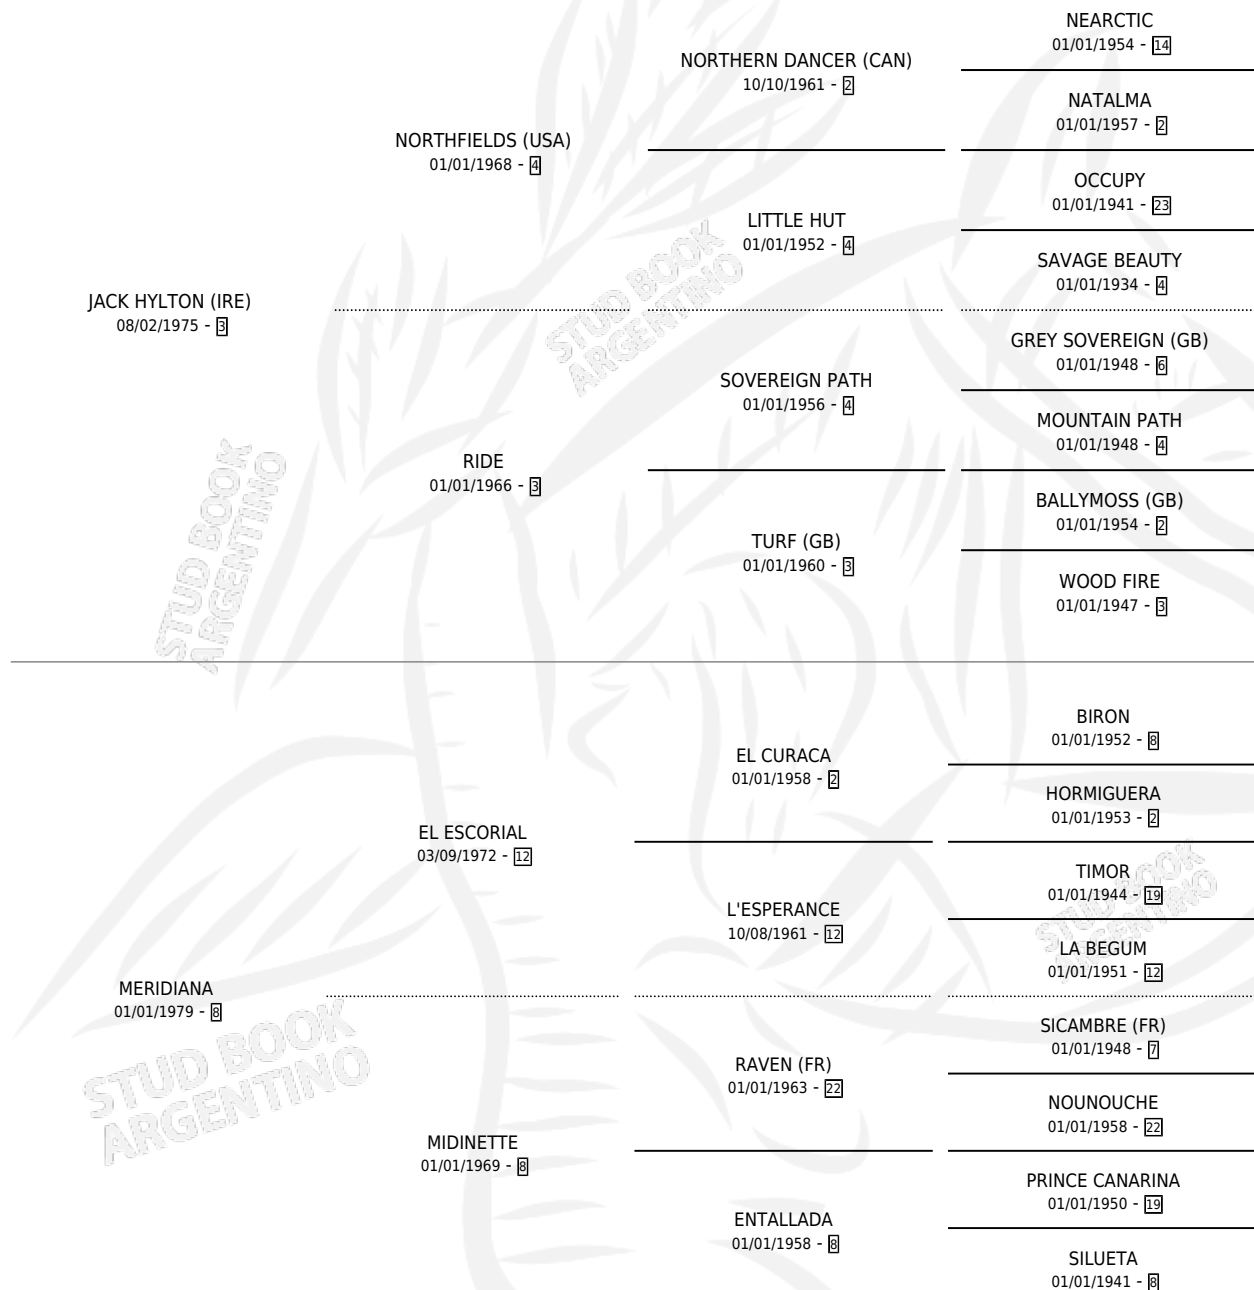 NEARCTIC
01/01/1954 - 14
NORTHERN DANCER (CAN)
10/10/1961 - 2
NATALMA
01/01/1957 - 2
NORTHFIELDS (USA)
01/01/1968 - 4
OCCUPY
01/01/1941 - 23
LITTLE HUT
01/01/1952 - 4
SAVAGE BEAUTY
01/01/1934 - 4
JACK HYLTON (IRE)
08/02/1975 - 3
GREY SOVEREIGN (GB)
01/01/1948 - 6
SOVEREIGN PATH
01/01/1956 - 4
MOUNTAIN PATH
01/01/1948 - 4
RIDE
01/01/1966 - 3
BALLYMOSS (GB)
01/01/1954 - 2
TURF (GB)
01/01/1960 - 3
WOOD FIRE
01/01/1947 - 3
BIRON
01/01/1952 - 8
EL CURACA
01/01/1958 - 2
HORMIGUERA
01/01/1953 - 2
EL ESCORIAL
03/09/1972 - 12
TIMOR
01/01/1944 - 19
L'ESPERANCE
10/08/1961 - 12
LA BEGUM
01/01/1951 - 12
MERIDIANA
01/01/1979 - 8
SICAMBRE (FR)
01/01/1948 - 7
RAVEN (FR)
01/01/1963 - 22
NOUNOUCHE
01/01/1958 - 22
MIDINETTE
01/01/1969 - 8
PRINCE CANARINA
01/01/1950 - 19
ENTALLADA
01/01/1958 - 8
SILUETA
01/01/1941 - 8
STUD BOOK
ARGENTINO
STUD BOOK
ARGENTINO
STUD BOOK
ARGENTINO
STUD BOOK
ARGENTINO